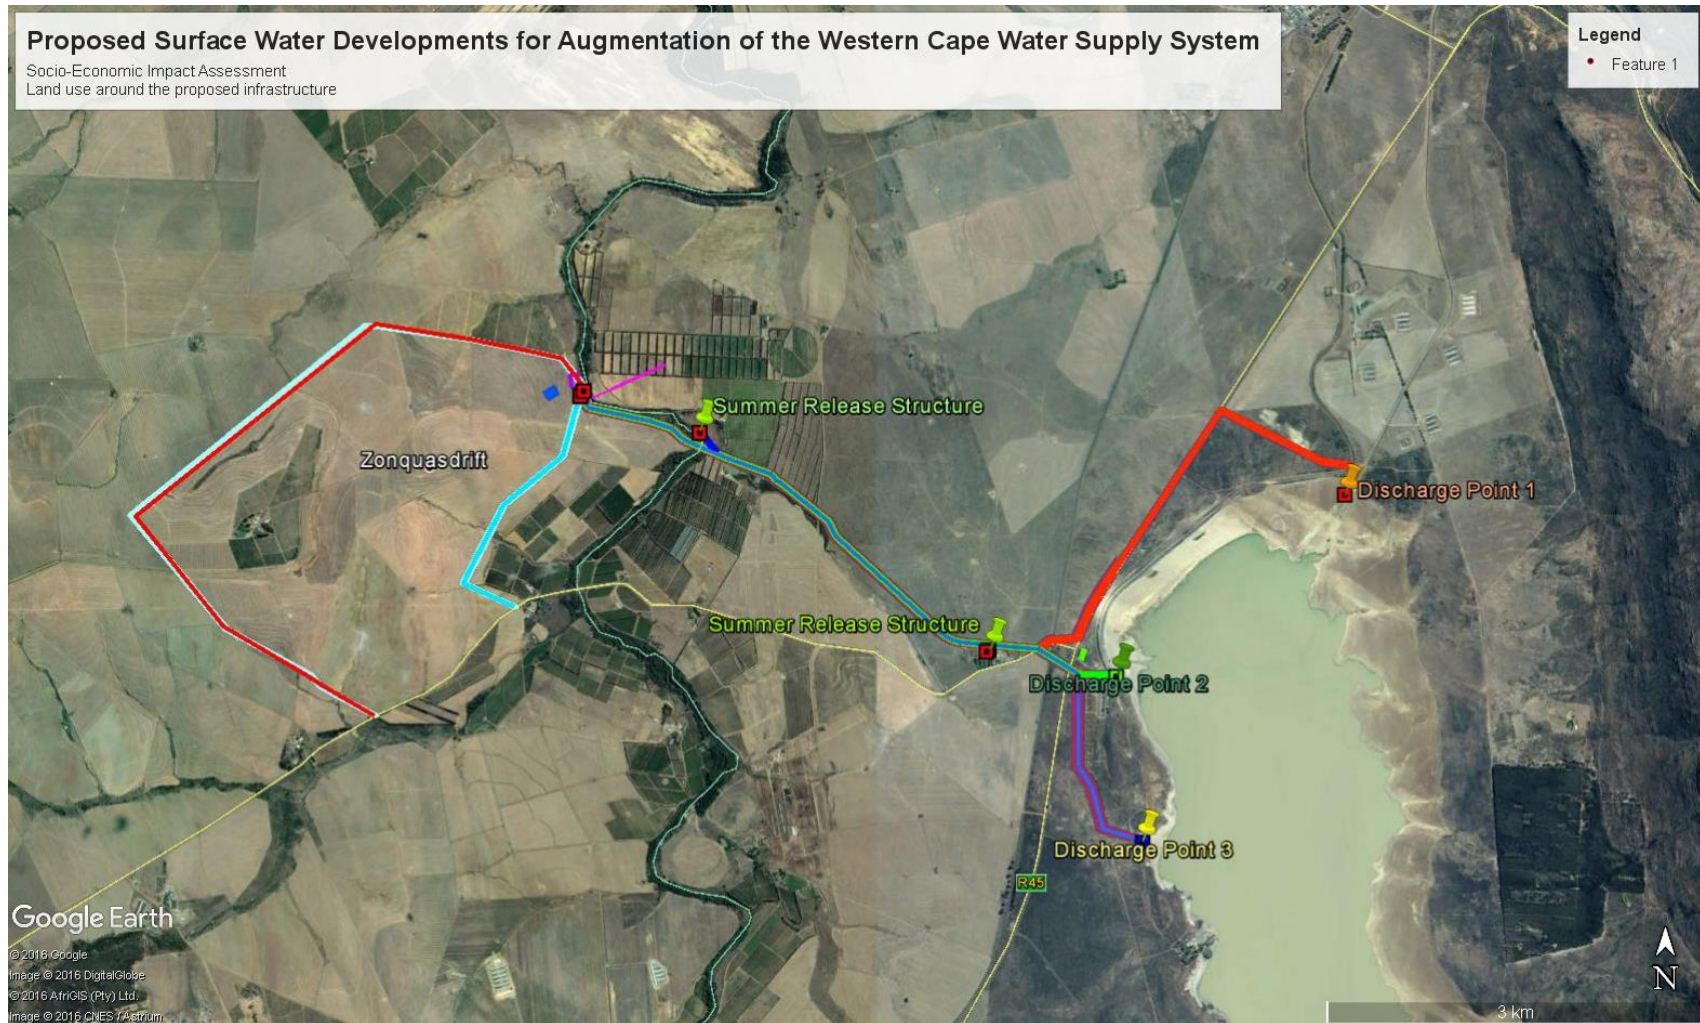 Proposed Surface Water Developments for Augmentation of the Western Cape Water Supply System
Socio-Economic Impact Assessment
Land use around the proposed infrastructure
Legend
Feature 1
Summer Release Structure
Zonquasdrift
Discharge Point 1
Summer Release Structure
Discharge Point 2
Discharge Point 3
R45
Google Earth
© 2016 Google
Image © 2016 DigitalGlobe
© 2016 AfriGIS (Pty) Ltd.
Image © 2016 CNES / Astrium
N
3 km